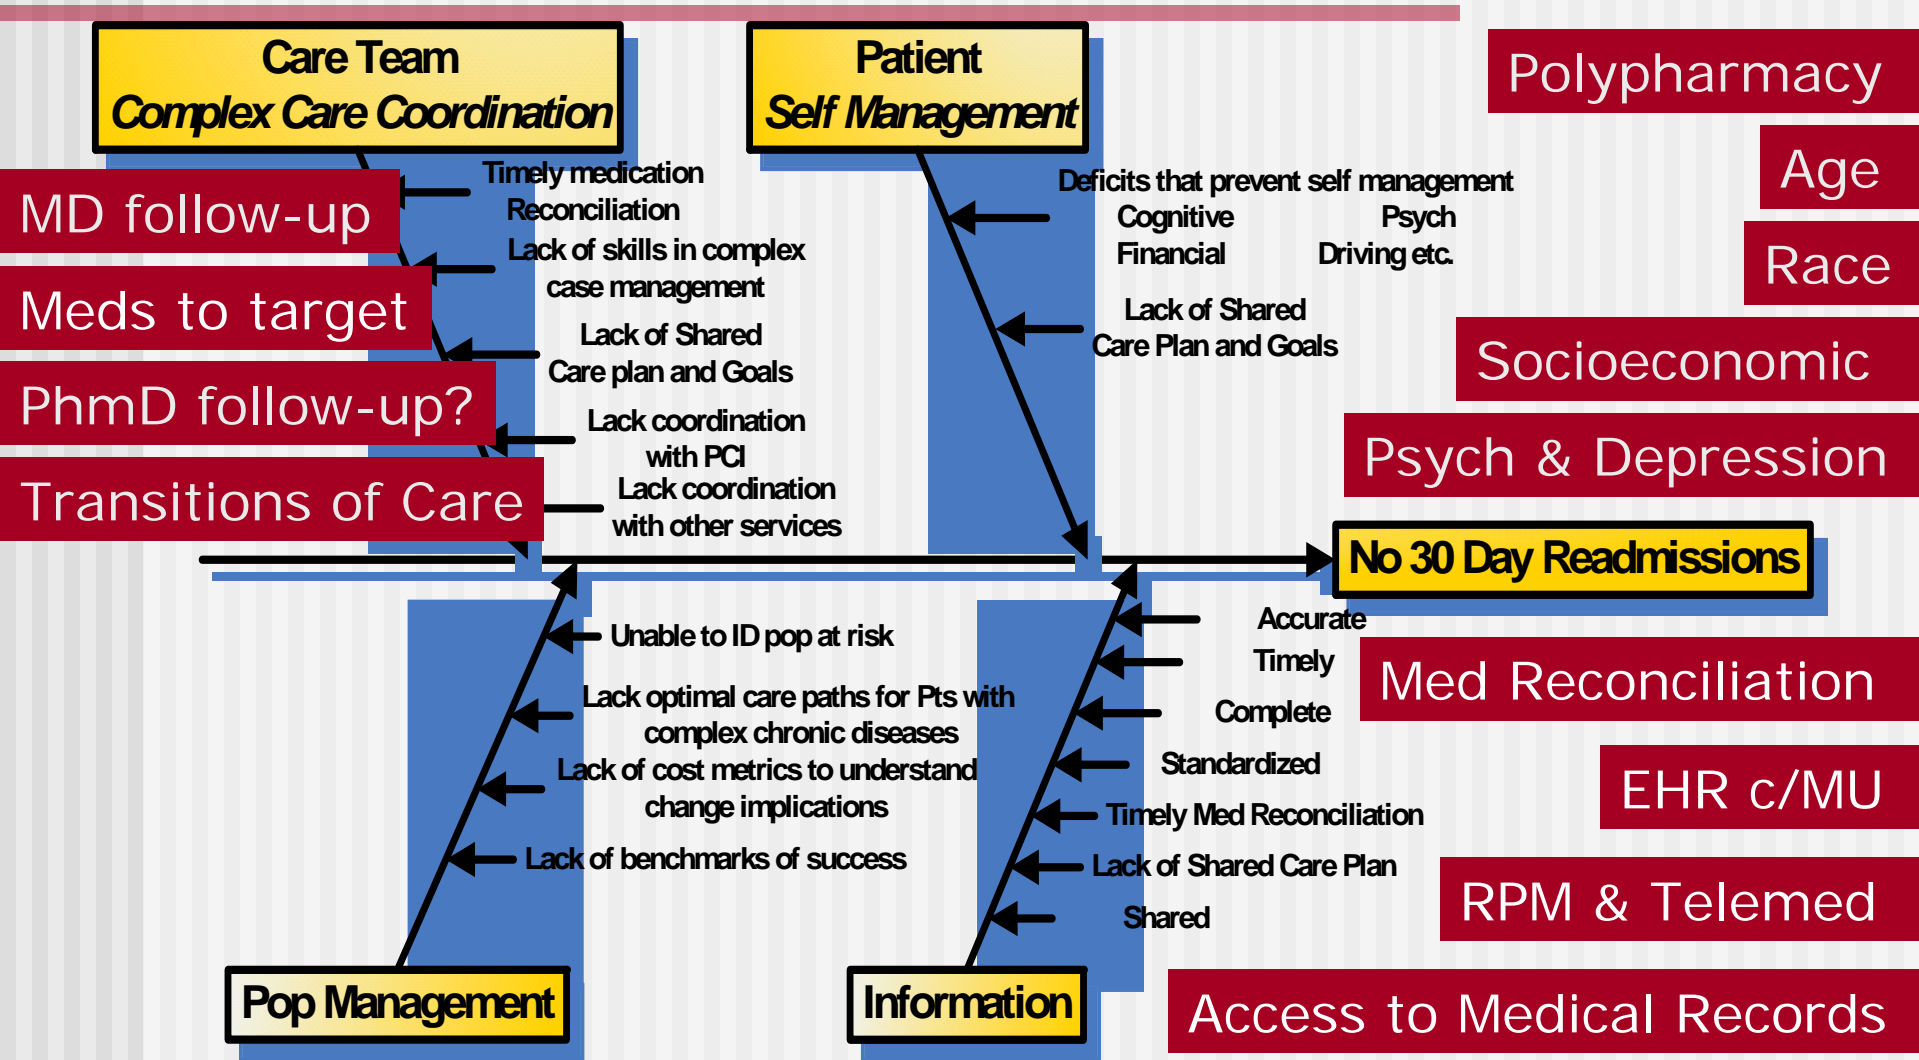 Care Team
Complex Care Coordination
Patient
Self Management
Polypharmacy
Age
Race
Socioeconomic
Psych & Depression
MD follow-up
Meds to target
PhmD follow-up?
Transitions of Care
Timely medication
Reconciliation
Lack of skills in complex
case management
Lack of Shared
Care plan and Goals
Lack coordination
with PCI
Lack coordination
with other services
Deficits that prevent self management
Cognitive Psych
Financial Driving etc.
Lack of Shared
Care Plan and Goals
No 30 Day Readmissions
Unable to ID pop at risk
Lack optimal care paths for Pts with
complex chronic diseases
Lack of cost metrics to understand
change implications
Lack of benchmarks of success
Pop Management
Accurate
Timely
Complete
Standardized
Timely Med Reconciliation
Lack of Shared Care Plan
Shared
Information
Med Reconciliation
EHR c/MU
RPM & Telemed
Access to Medical Records